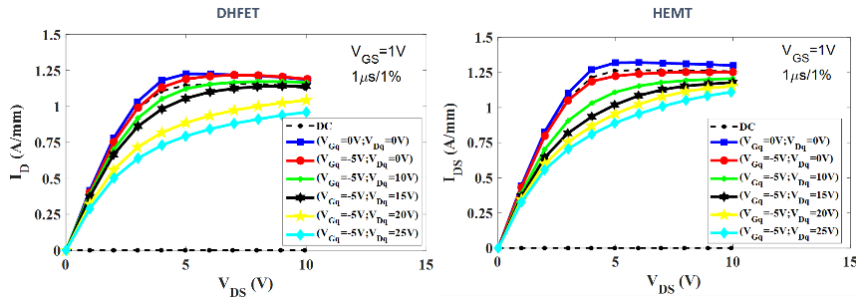 DHFET
HEMT
V_GS=1V
1μs/1%
I_D (A/mm)
1.5
1.25
1
0.75
0.5
0.25
0
0
5
10
15
V_DS (V)
DC
(V_Gq=0V;V_Dq=0V)
(V_Gq=-5V;V_Dq=0V)
(V_Gq=-5V;V_Dq=10V)
(V_Gq=-5V;V_Dq=15V)
(V_Gq=-5V;V_Dq=20V)
(V_Gq=-5V;V_Dq=25V)
V_GS=1V
1μs/1%
I_DS (A/mm)
1.5
1.25
1
0.75
0.5
0.25
0
0
5
10
15
V_DS (V)
DC
(V_Gq=0V;V_Dq=0V)
(V_Gq=-5V;V_Dq=0V)
(V_Gq=-5V;V_Dq=10V)
(V_Gq=-5V;V_Dq=15V)
(V_Gq=-5V;V_Dq=20V)
(V_Gq=-5V;V_Dq=25V)